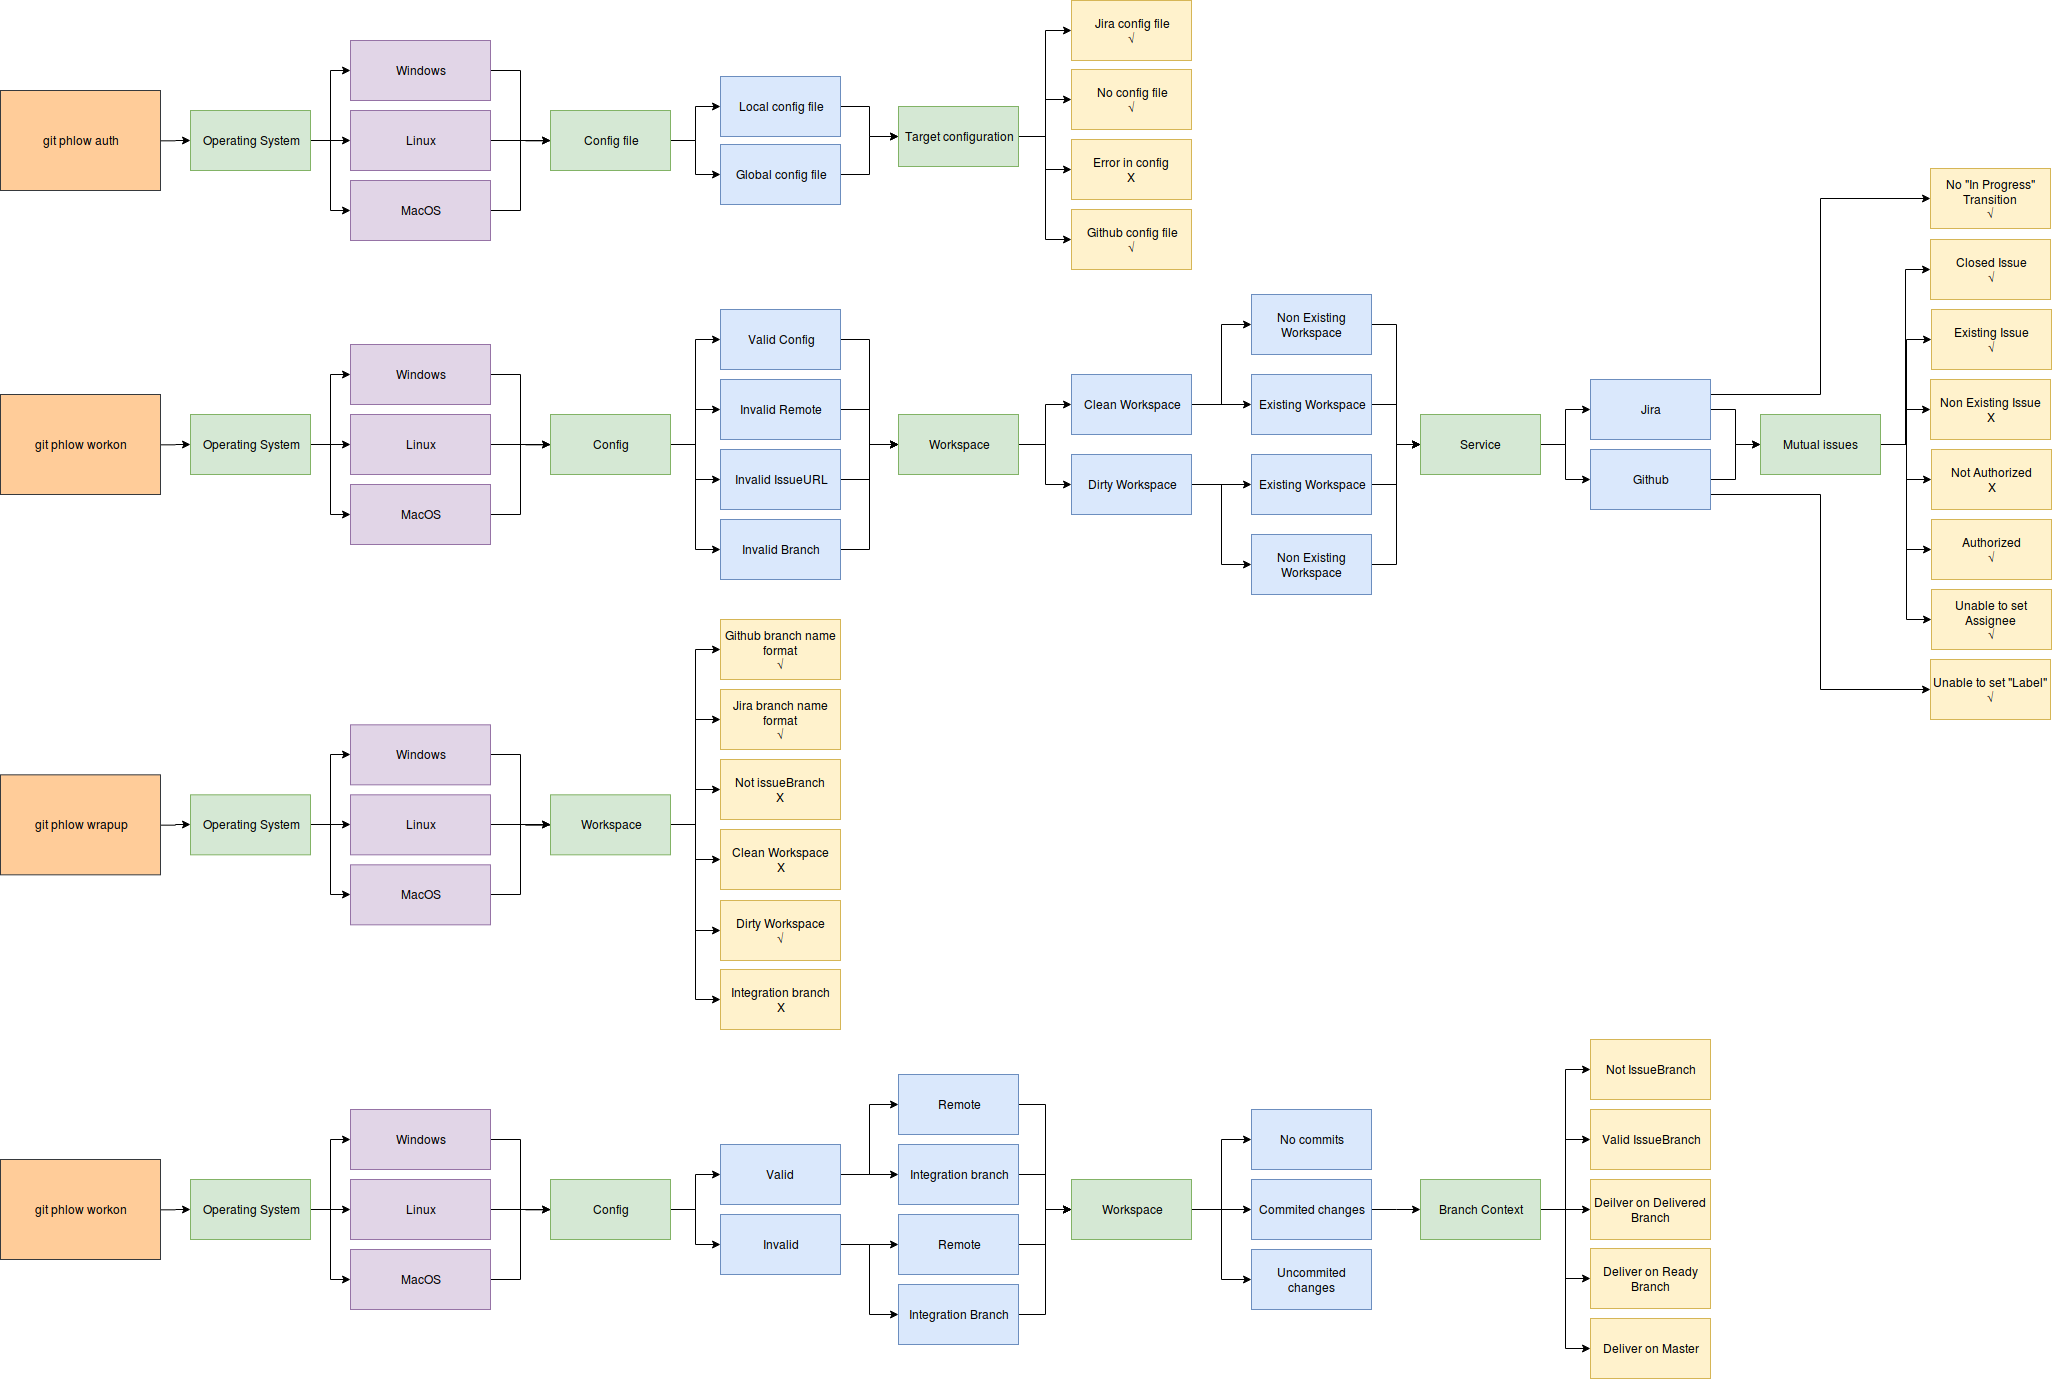 git phlow auth
Operating System
Windows
Linux
MacOS
Config file
Local config file
Global config file
Target configuration
Jira config file
√
No config file
√
Error in config
X
Github config file
√
git phlow workon
Operating System
Windows
Linux
MacOS
Config
Valid Config
Invalid Remote
Invalid IssueURL
Invalid Branch
Workspace
Clean Workspace
Dirty Workspace
Non Existing
Workspace
Existing Workspace
Existing Workspace
Non Existing
Workspace
Service
Jira
Github
Mutual issues
No "In Progress"
Transition
√
Closed Issue
√
Existing Issue
√
Non Existing Issue
X
Not Authorized
X
Authorized
√
Unable to set
Assignee
√
Unable to set "Label"
√
git phlow wrapup
Operating System
Windows
Linux
MacOS
Workspace
Github branch name
format
√
Jira branch name
format
√
Not issueBranch
X
Clean Workspace
X
Dirty Workspace
√
Integration branch
X
git phlow workon
Operating System
Windows
Linux
MacOS
Config
Valid
Invalid
Remote
Integration branch
Remote
Integration Branch
Workspace
No commits
Commited changes
Uncommited
changes
Branch Context
Not IssueBranch
Valid IssueBranch
Deilver on Delivered
Branch
Deliver on Ready
Branch
Deliver on Master